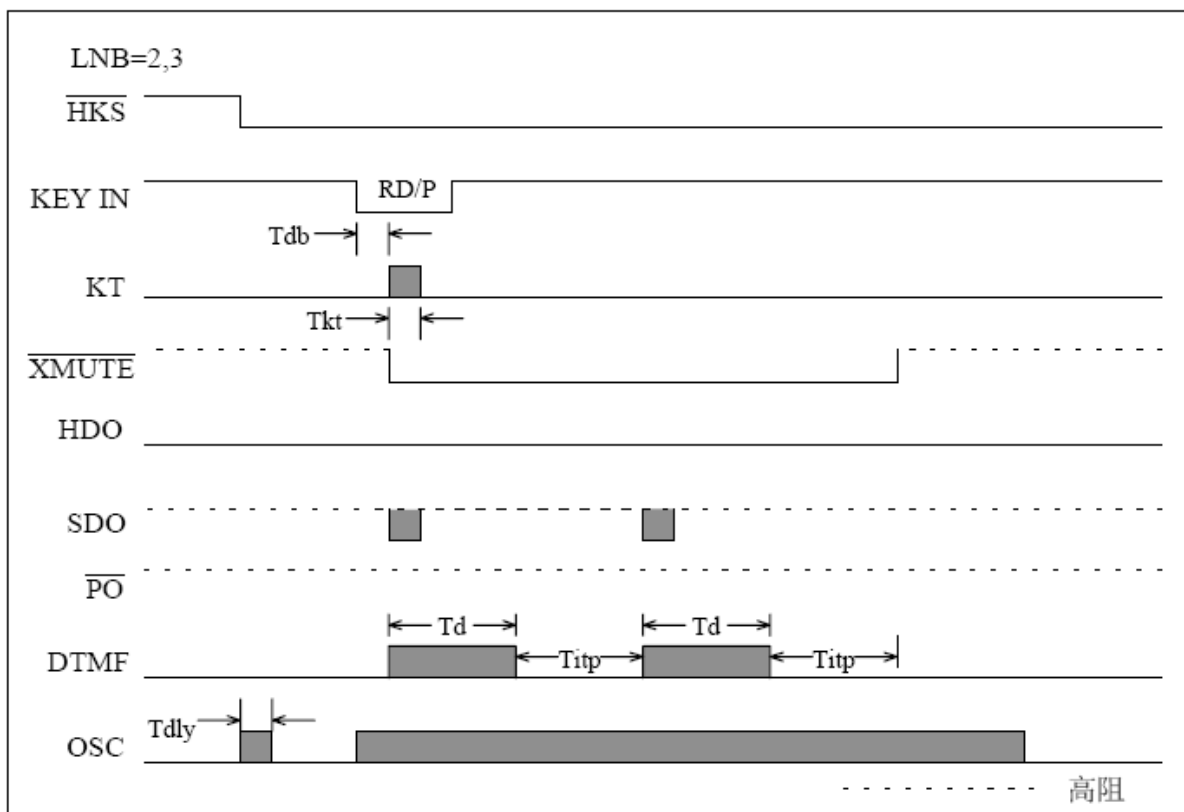 LNB=2,3
HKS
KEY IN
RD/P
Tdb
KT
Tkt
XMUTE
HDO
SDO
PO
Td
Td
DTMF
Titp
Titp
Tdly
OSC
高阻